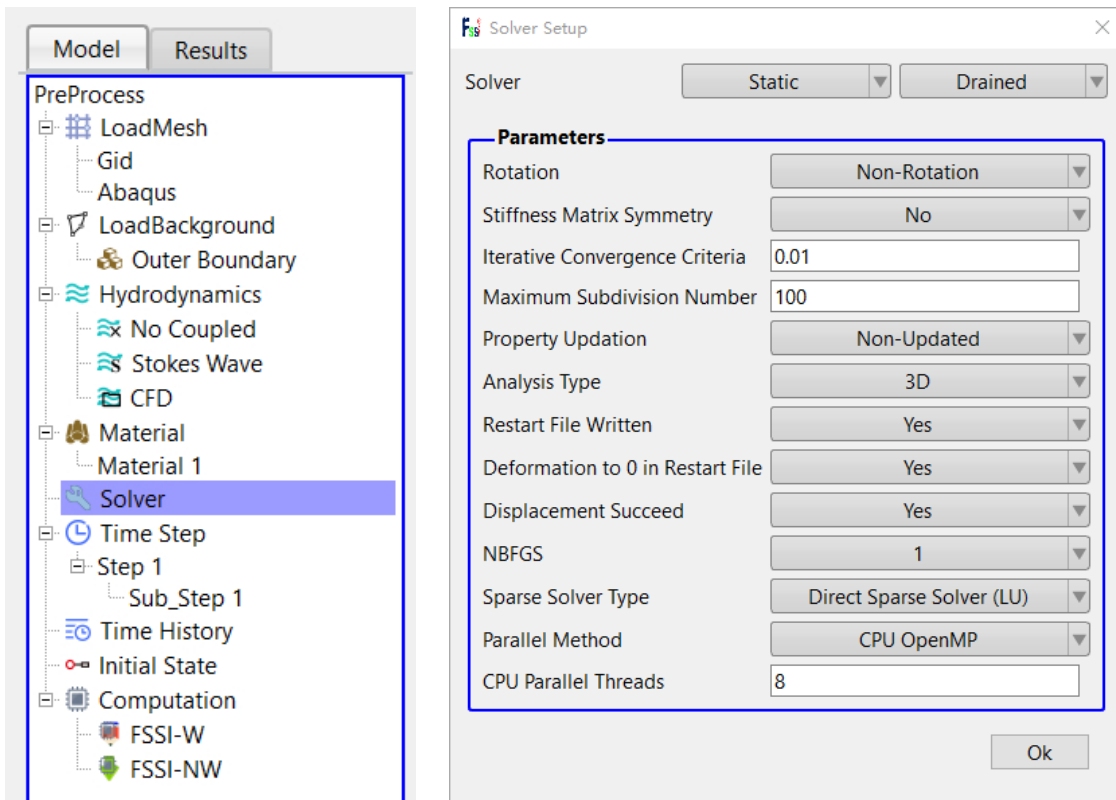 Model Results
PreProcess
LoadMesh
Gid
Abaqus
LoadBackground
Outer Boundary
Hydrodynamics
No Coupled
Stokes Wave
CFD
Material
Material 1
Solver
Time Step
Step 1
Sub_Step 1
Time History
Initial State
Computation
FSSI-W
FSSI-NW
Solver Setup
Solver Static Drained
Parameters
Rotation Non-Rotation
Stiffness Matrix Symmetry No
Iterative Convergence Criteria 0.01
Maximum Subdivision Number 100
Property Updation Non-Updated
Analysis Type 3D
Restart File Written Yes
Deformation to 0 in Restart File Yes
Displacement Succeed Yes
NBFGS 1
Sparse Solver Type Direct Sparse Solver (LU)
Parallel Method CPU OpenMP
CPU Parallel Threads 8
Ok